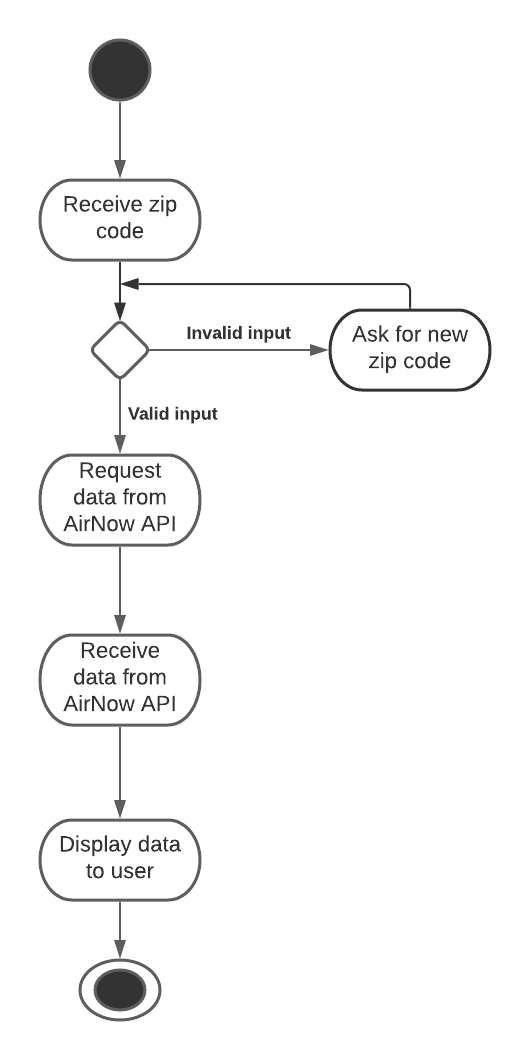 Receive zip
code
Invalid input
Ask for new
zip code
Valid input
Request
data from
AirNow API
Receive
data from
AirNow API
Display data
to user